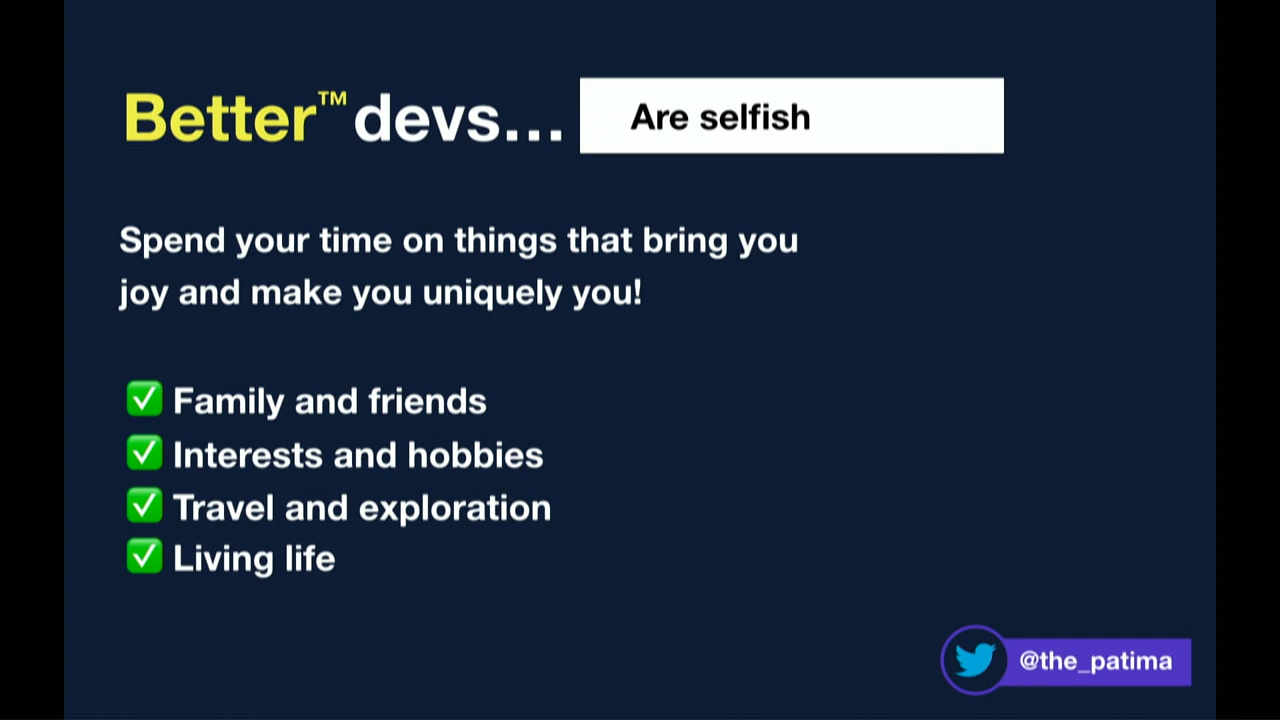 Better™ devs... Are selfish
Spend your time on things that bring you
joy and make you uniquely you!
✅ Family and friends
✅ Interests and hobbies
✅ Travel and exploration
✅ Living life
@the_patima